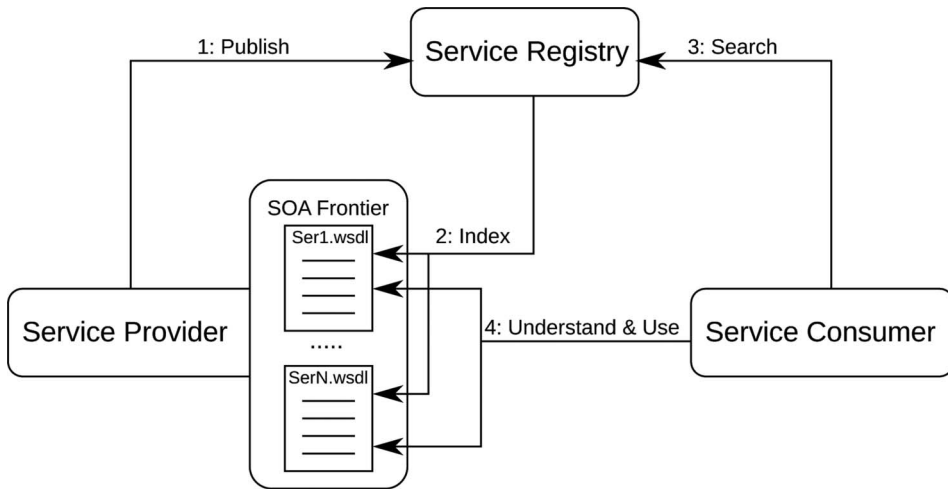 1: Publish
Service Registry
3: Search
SOA Frontier
Ser1.wsdl
2: Index
Service Provider
4: Understand & Use
Service Consumer
.....
SerN.wsdl